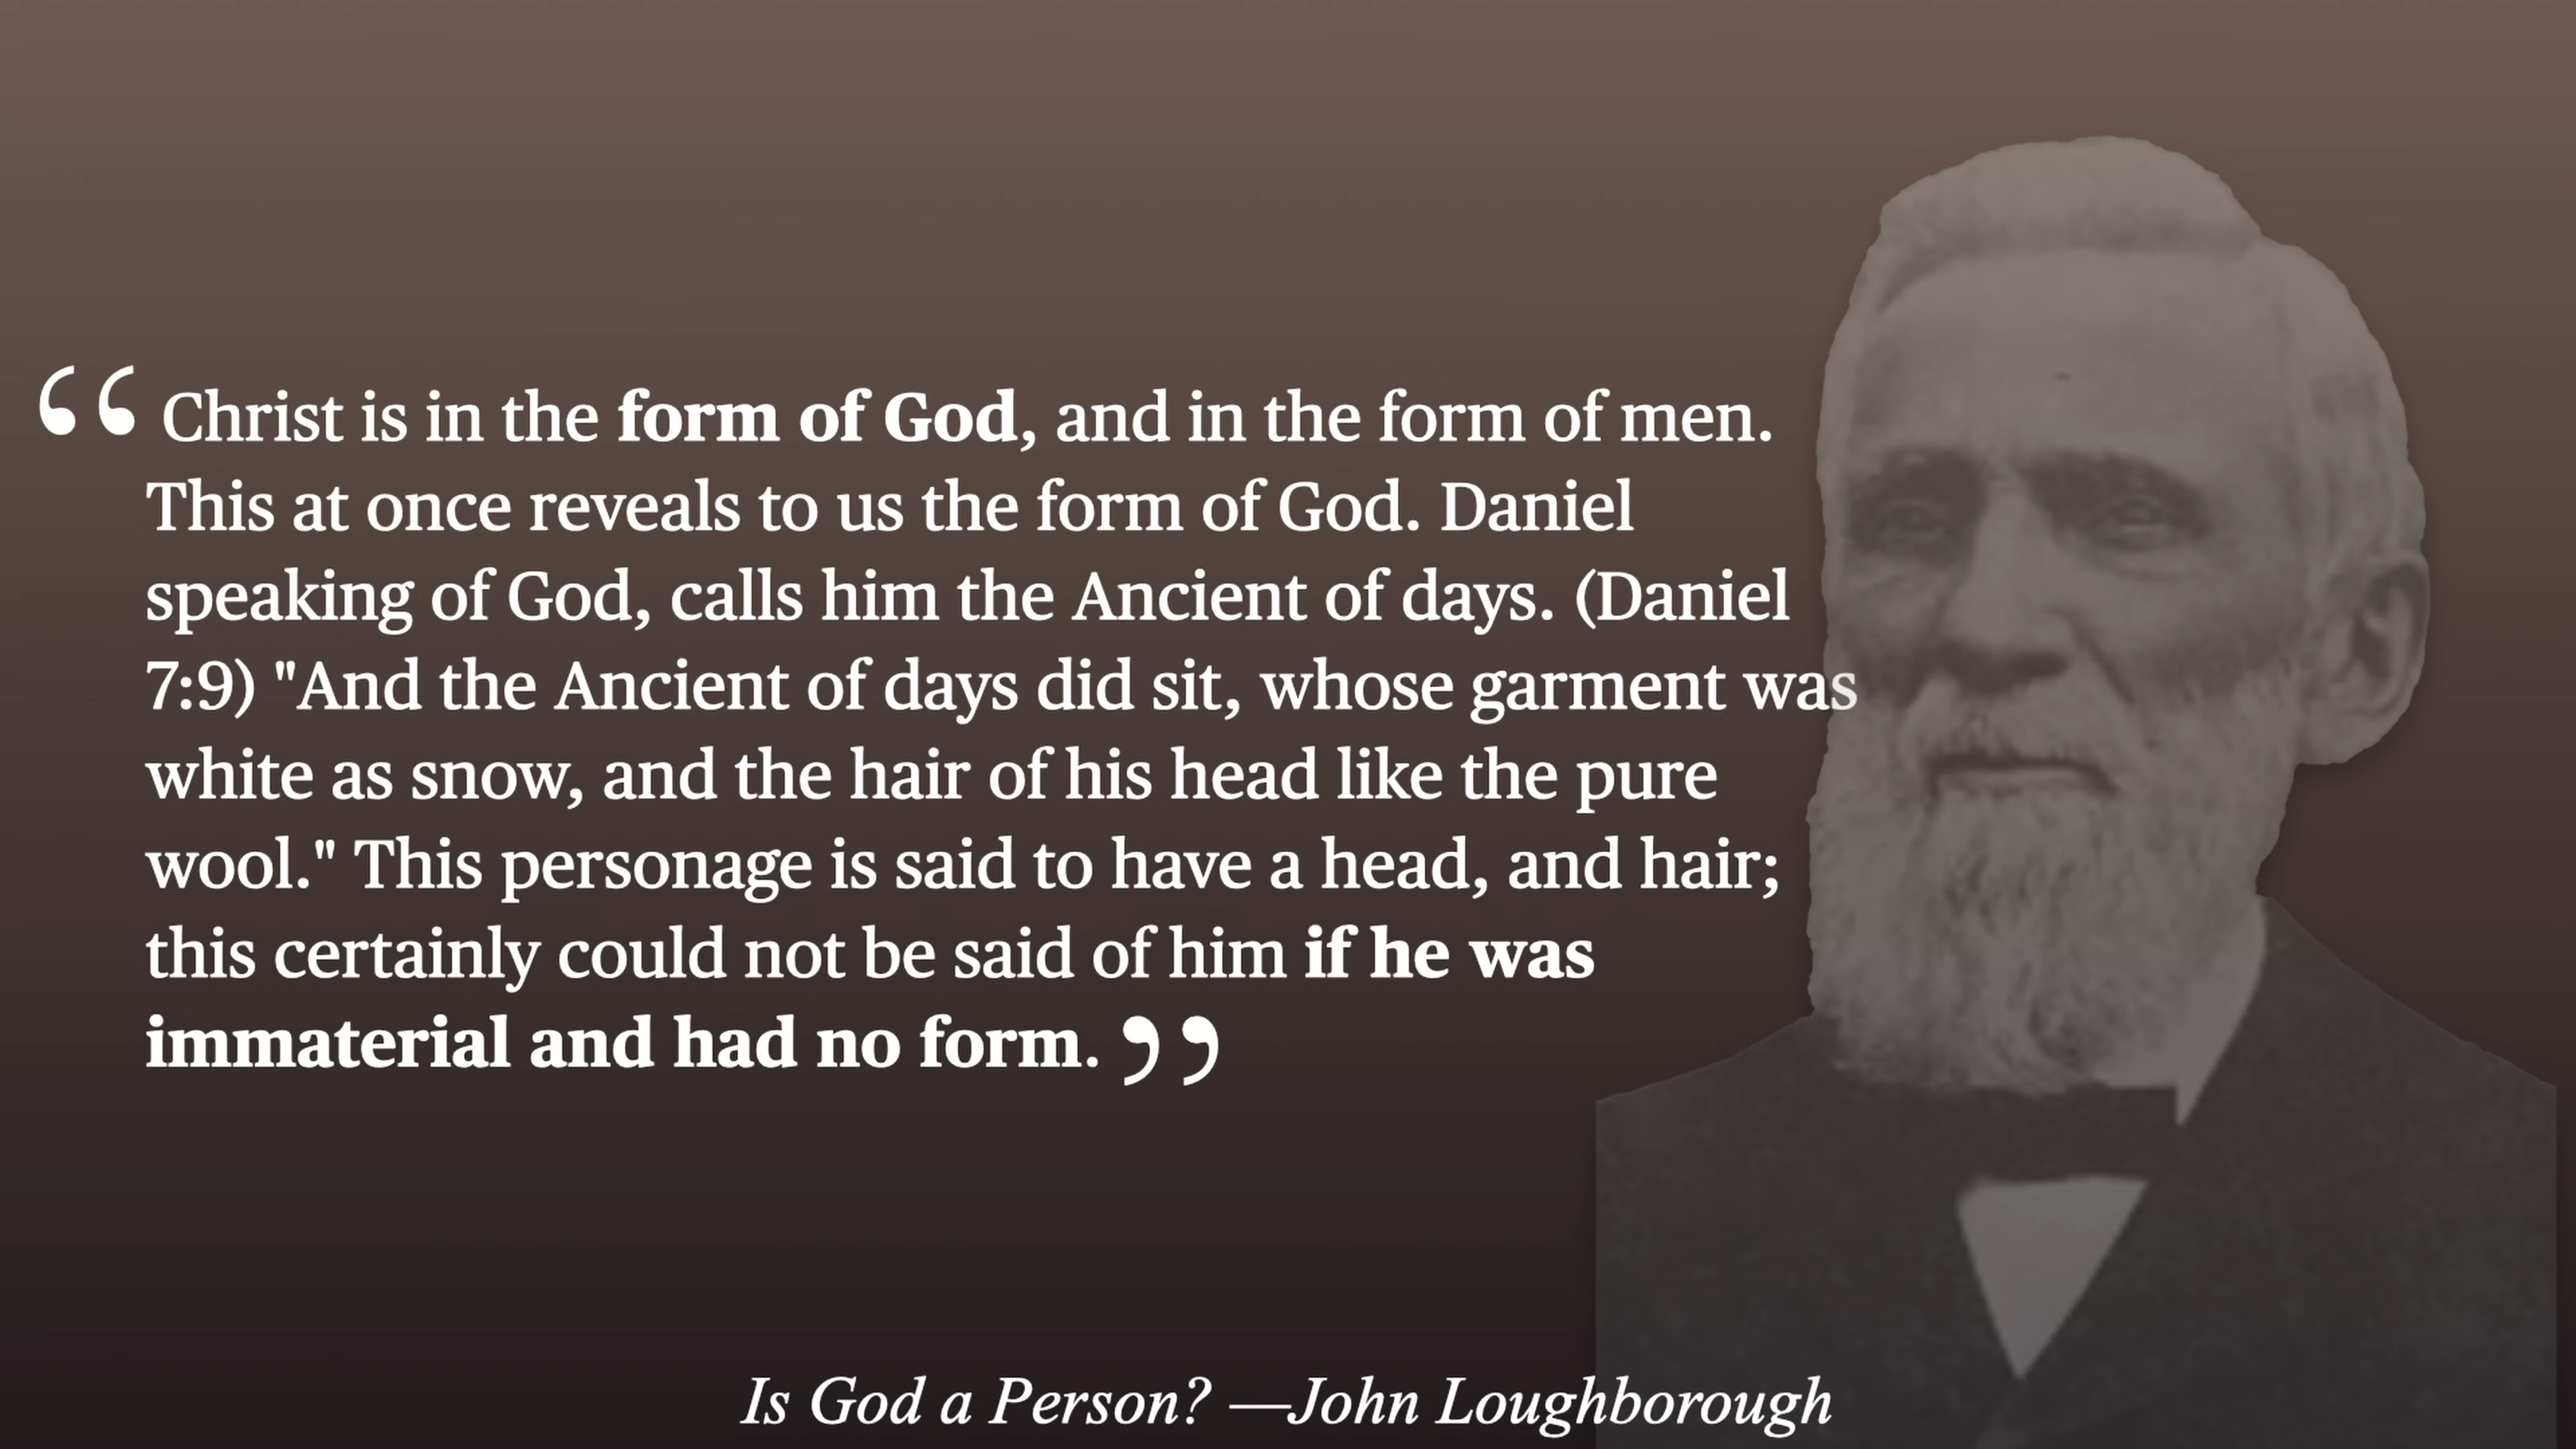 “ Christ is in the form of God, and in the form of men.
This at once reveals to us the form of God. Daniel
speaking of God, calls him the Ancient of days. (Daniel
7:9) "And the Ancient of days did sit, whose garment was
white as snow, and the hair of his head like the pure
wool." This personage is said to have a head, and hair;
this certainly could not be said of him if he was
immaterial and had no form. ”
Is God a Person? —John Loughborough